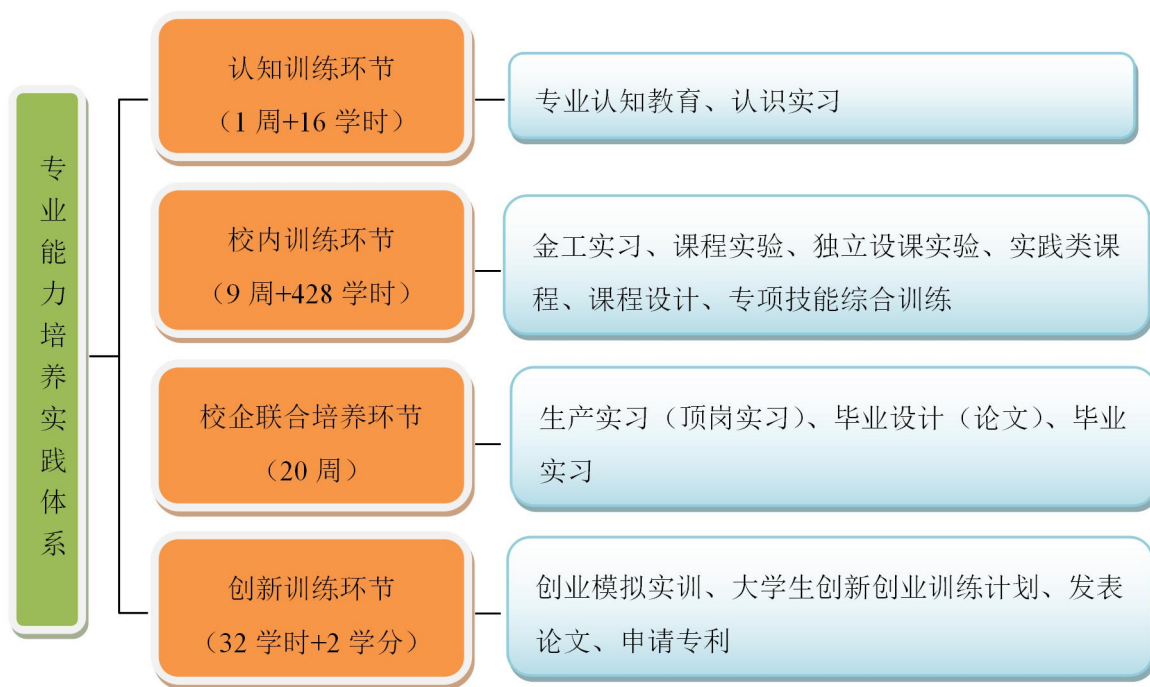 专业能力培养实践体系
认知训练环节
（1 周+16 学时）
专业认知教育、认识实习
校内训练环节
（9 周+428 学时）
金工实习、课程实验、独立设课实验、实践类课
程、课程设计、专项技能综合训练
校企联合培养环节
（20 周）
生产实习（顶岗实习）、毕业设计（论文）、毕业
实习
创新训练环节
（32 学时+2 学分）
创业模拟实训、大学生创新创业训练计划、发表
论文、申请专利